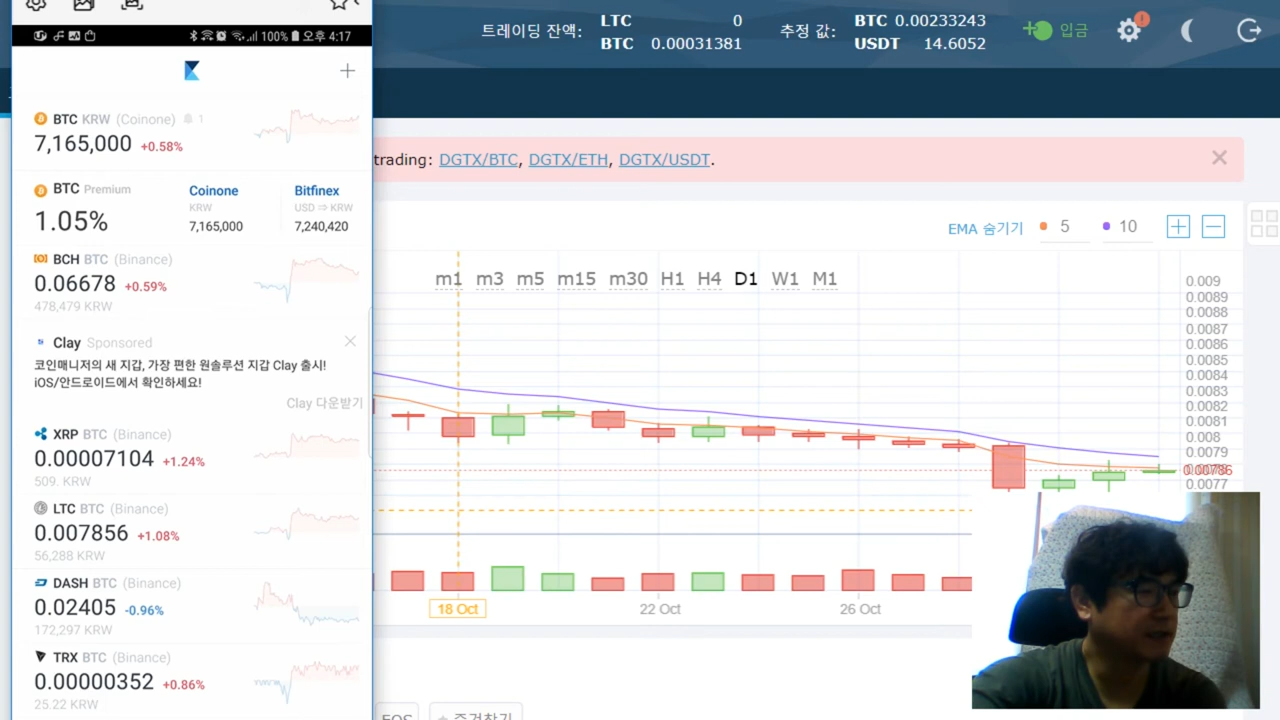 100% 오후 4:17
BTC KRW (Coinone) 1
7,165,000 +0.58%
BTC Premium
1.05%
Coinone
KRW
7,165,000
Bitfinex
USD ⇒ KRW
7,240,420
BCH BTC (Binance)
0.06678 +0.59%
478,479 KRW
Clay Sponsored
코인매니저의 새 지갑, 가장 편한 원솔루션 지갑 Clay 출시!
iOS/안드로이드에서 확인하세요!
Clay 다운받기
XRP BTC (Binance)
0.00007104 +1.24%
509. KRW
LTC BTC (Binance)
0.007856 +1.08%
56,288 KRW
DASH BTC (Binance)
0.02405 -0.96%
172,297 KRW
TRX BTC (Binance)
0.00000352 +0.86%
25.22 KRW
트레이딩 잔액:
LTC 0
BTC 0.00031381
추정 값:
BTC 0.00233243
USDT 14.6052
입금
trading: DGTX/BTC, DGTX/ETH, DGTX/USDT.
EMA 숨기기 5 10
m1 m3 m5 m15 m30 H1 H4 D1 W1 M1
0.009
0.0089
0.0088
0.0087
0.0086
0.0085
0.0084
0.0083
0.0082
0.0081
0.008
0.0079
0.0077
18 Oct 22 Oct 26 Oct
EOS